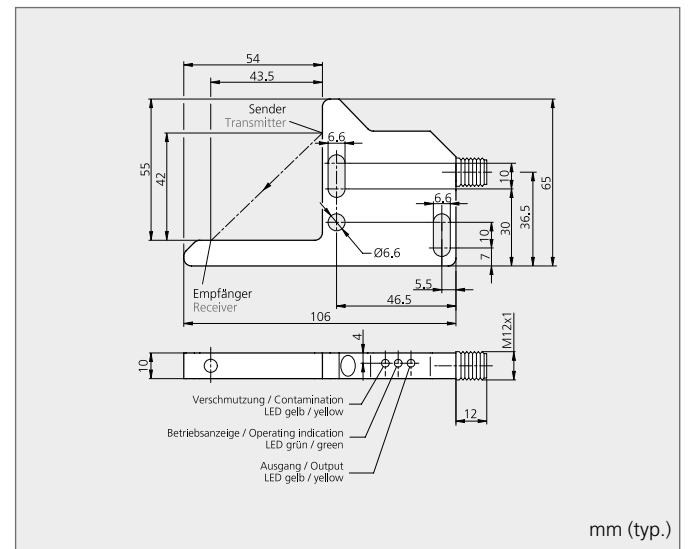 54
43.5
Sender
Transmitter
6.6
55
42
10
6.6
65
36.5
30
10
7
Ø6.6
5.5
46.5
Empfänger
Receiver
106
4
10
M12x1
12
Verschmutzung / Contamination
LED gelb / yellow
Betriebsanzeige / Operating indication
LED grün / green
Ausgang / Output
LED gelb / yellow
mm (typ.)